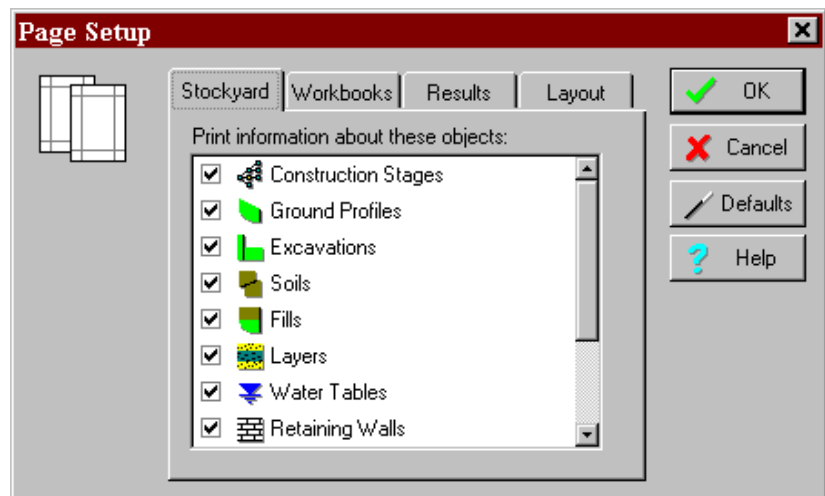 Page Setup
Stockyard
Workbooks
Results
Layout
Print information about these objects:
Construction Stages
Ground Profiles
Excavations
Soils
Fills
Layers
Water Tables
Retaining Walls
OK
Cancel
Defaults
Help